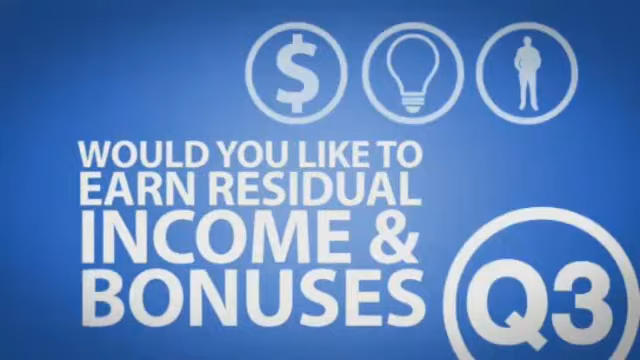 $
WOULD YOU LIKE TO
EARN RESIDUAL
INCOME &
BONUSES
Q3